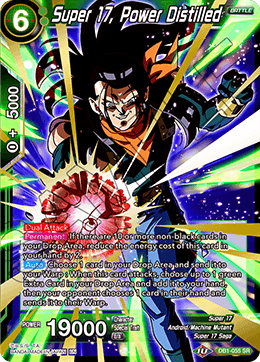 6
Super 17, Power Distilled
BATTLE
0 + 5000
Dual Attack
Permanent If there are 10 or more non-black cards in
your Drop Area, reduce the energy cost of this card
in your hand by 2.
Auto Choose 1 card in your Drop Area and send it to
your Warp : When this card attacks, choose up to 1 green
Extra Card in your Drop Area and add it to your hand,
then your opponent chooses 1 card in their hand and
sends it to their Warp.
POWER
19000
Character
Super 17
Special Trait
Android/Machine Mutant
Era
Super 17 Saga
DB1-055 SR